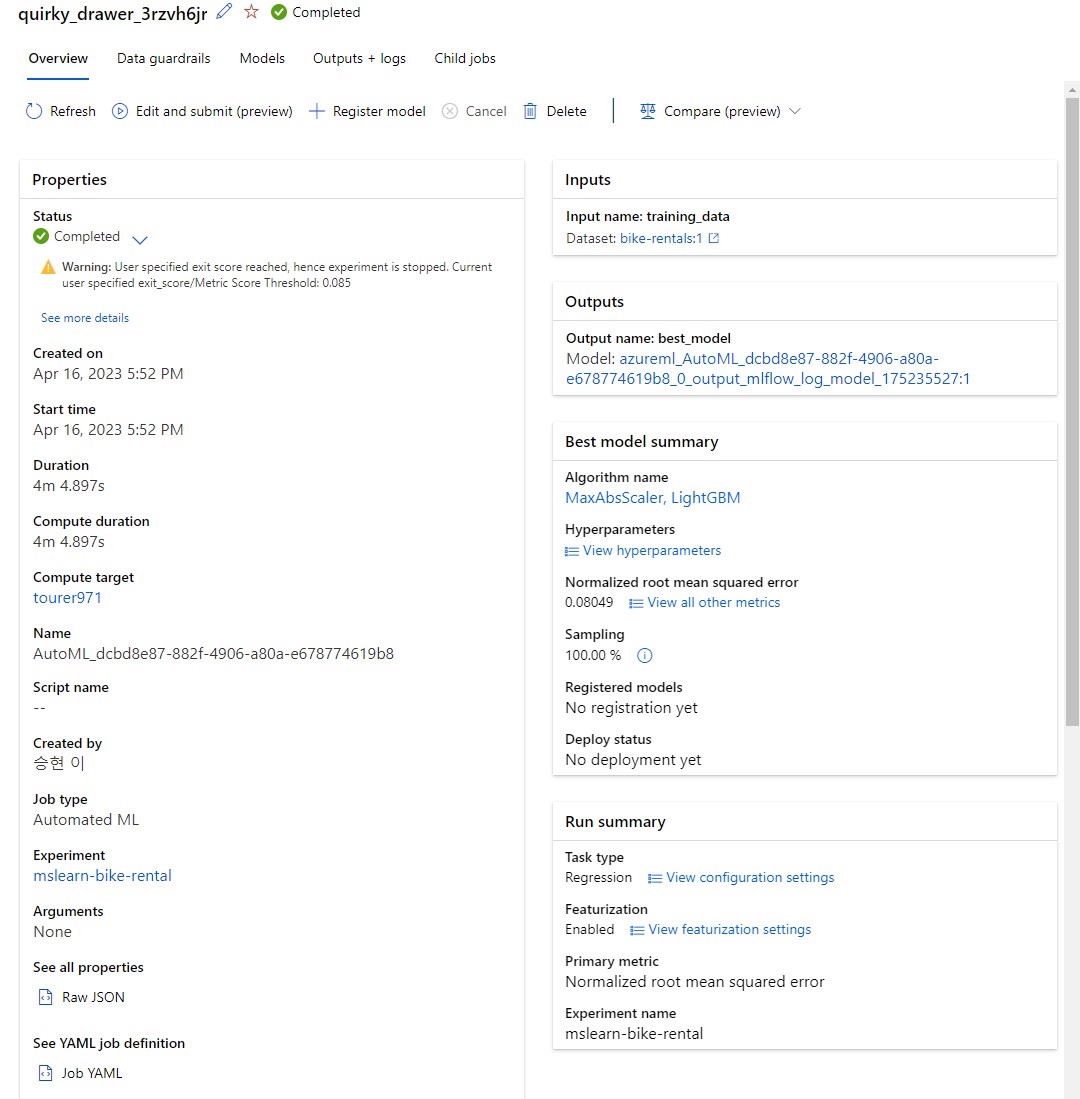 quirky_drawer_3rzvh6jr Completed
Overview Data guardrails Models Outputs + logs Child jobs
Refresh Edit and submit (preview) Register model Cancel Delete Compare (preview)
Properties
Status
Completed
Warning: User specified exit score reached, hence experiment is stopped. Current
user specified exit_score/Metric Score Threshold: 0.085
See more details
Created on
Apr 16, 2023 5:52 PM
Start time
Apr 16, 2023 5:52 PM
Duration
4m 4.897s
Compute duration
4m 4.897s
Compute target
tourer971
Name
AutoML_dcbd8e87-882f-4906-a80a-e678774619b8
Script name
--
Created by
승현 이
Job type
Automated ML
Experiment
mslearn-bike-rental
Arguments
None
See all properties
Raw JSON
See YAML job definition
Job YAML
Inputs
Input name: training_data
Dataset: bike-rentals:1
Outputs
Output name: best_model
Model: azureml_AutoML_dcbd8e87-882f-4906-a80a-
e678774619b8_0_output_mlflow_log_model_175235527:1
Best model summary
Algorithm name
MaxAbsScaler, LightGBM
Hyperparameters
View hyperparameters
Normalized root mean squared error
0.08049 View all other metrics
Sampling
100.00 %
Registered models
No registration yet
Deploy status
No deployment yet
Run summary
Task type
Regression View configuration settings
Featurization
Enabled View featurization settings
Primary metric
Normalized root mean squared error
Experiment name
mslearn-bike-rental